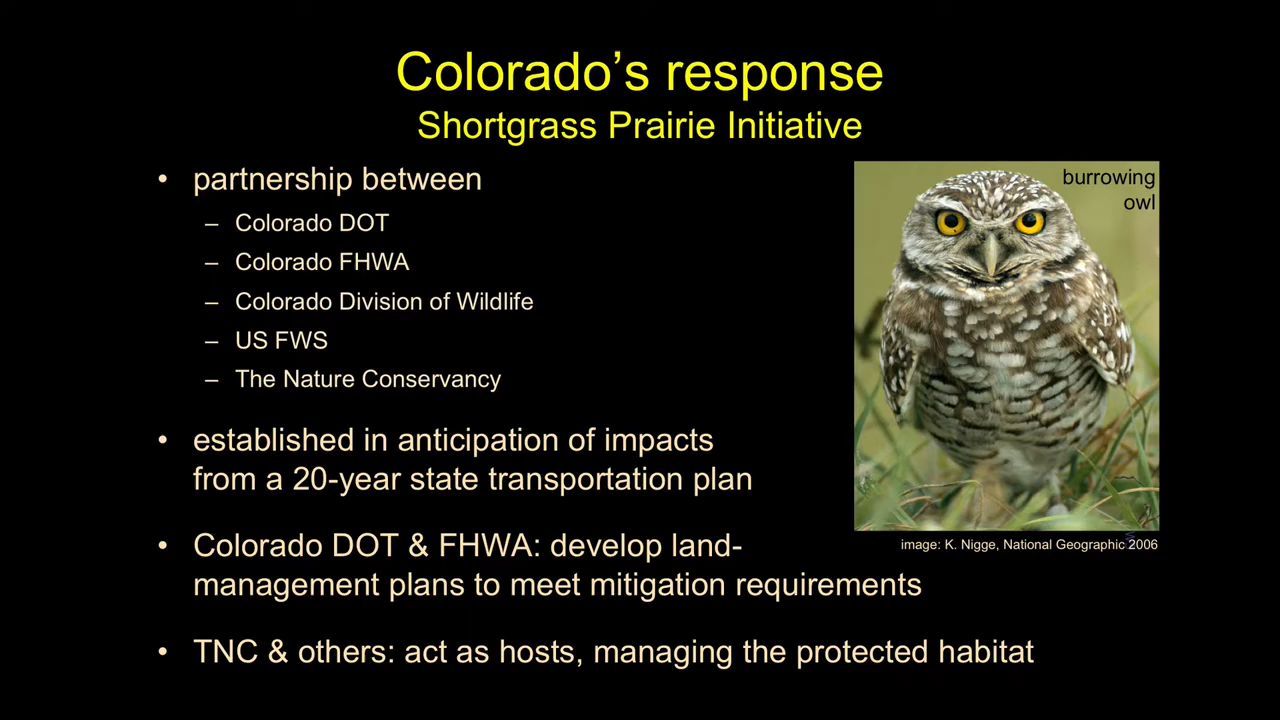 Colorado’s response
Shortgrass Prairie Initiative
• partnership between
– Colorado DOT
– Colorado FHWA
– Colorado Division of Wildlife
– US FWS
– The Nature Conservancy
• established in anticipation of impacts
from a 20-year state transportation plan
• Colorado DOT & FHWA: develop land-
management plans to meet mitigation requirements
• TNC & others: act as hosts, managing the protected habitat
burrowing
owl
image: K. Nigge, National Geographic 2006